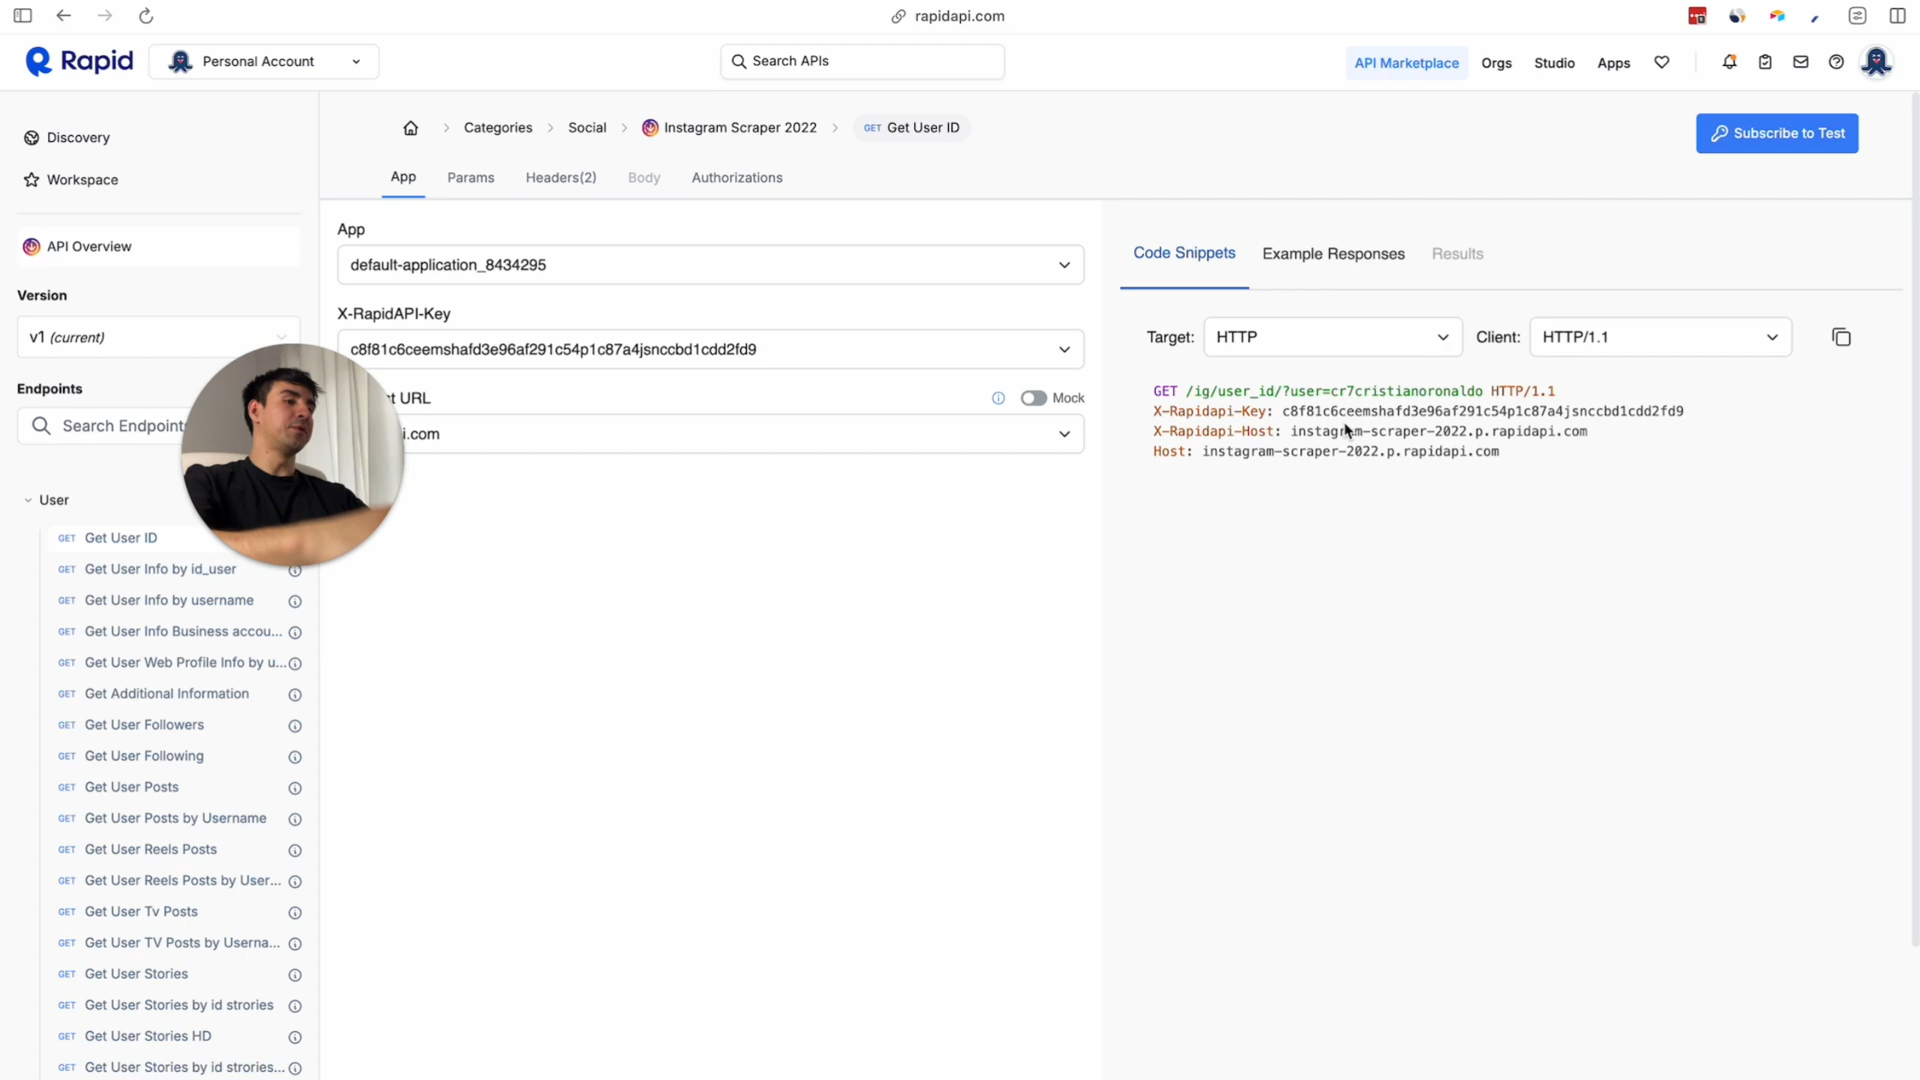 rapidapi.com
Rapid
Personal Account
Search APIs
API Marketplace
Orgs
Studio
Apps
Discovery
Workspace
API Overview
Version
v1 (current)
Endpoints
Search Endpoint
User
GET Get User ID
GET Get User Info by id_user
GET Get User Info by username
GET Get User Info Business accou...
GET Get User Web Profile Info by u...
GET Get Additional Information
GET Get User Followers
GET Get User Following
GET Get User Posts
GET Get User Posts by Username
GET Get User Reels Posts
GET Get User Reels Posts by User...
GET Get User Tv Posts
GET Get User TV Posts by Userna...
GET Get User Stories
GET Get User Stories by id strories
GET Get User Stories HD
GET Get User Stories by id strories...
Categories
Social
Instagram Scraper 2022
GET Get User ID
Subscribe to Test
App
Params
Headers(2)
Body
Authorizations
App
default-application_8434295
X-RapidAPI-Key
c8f81c6ceemshafd3e96af291c54p1c87a4jsnccbd1cdd2fd9
t URL
Mock
i.com
Code Snippets
Example Responses
Results
Target: HTTP
Client: HTTP/1.1
GET /ig/user_id/?user=cr7cristianoronaldo HTTP/1.1
X-Rapidapi-Key: c8f81c6ceemshafd3e96af291c54p1c87a4jsnccbd1cdd2fd9
X-Rapidapi-Host: instagram-scraper-2022.p.rapidapi.com
Host: instagram-scraper-2022.p.rapidapi.com